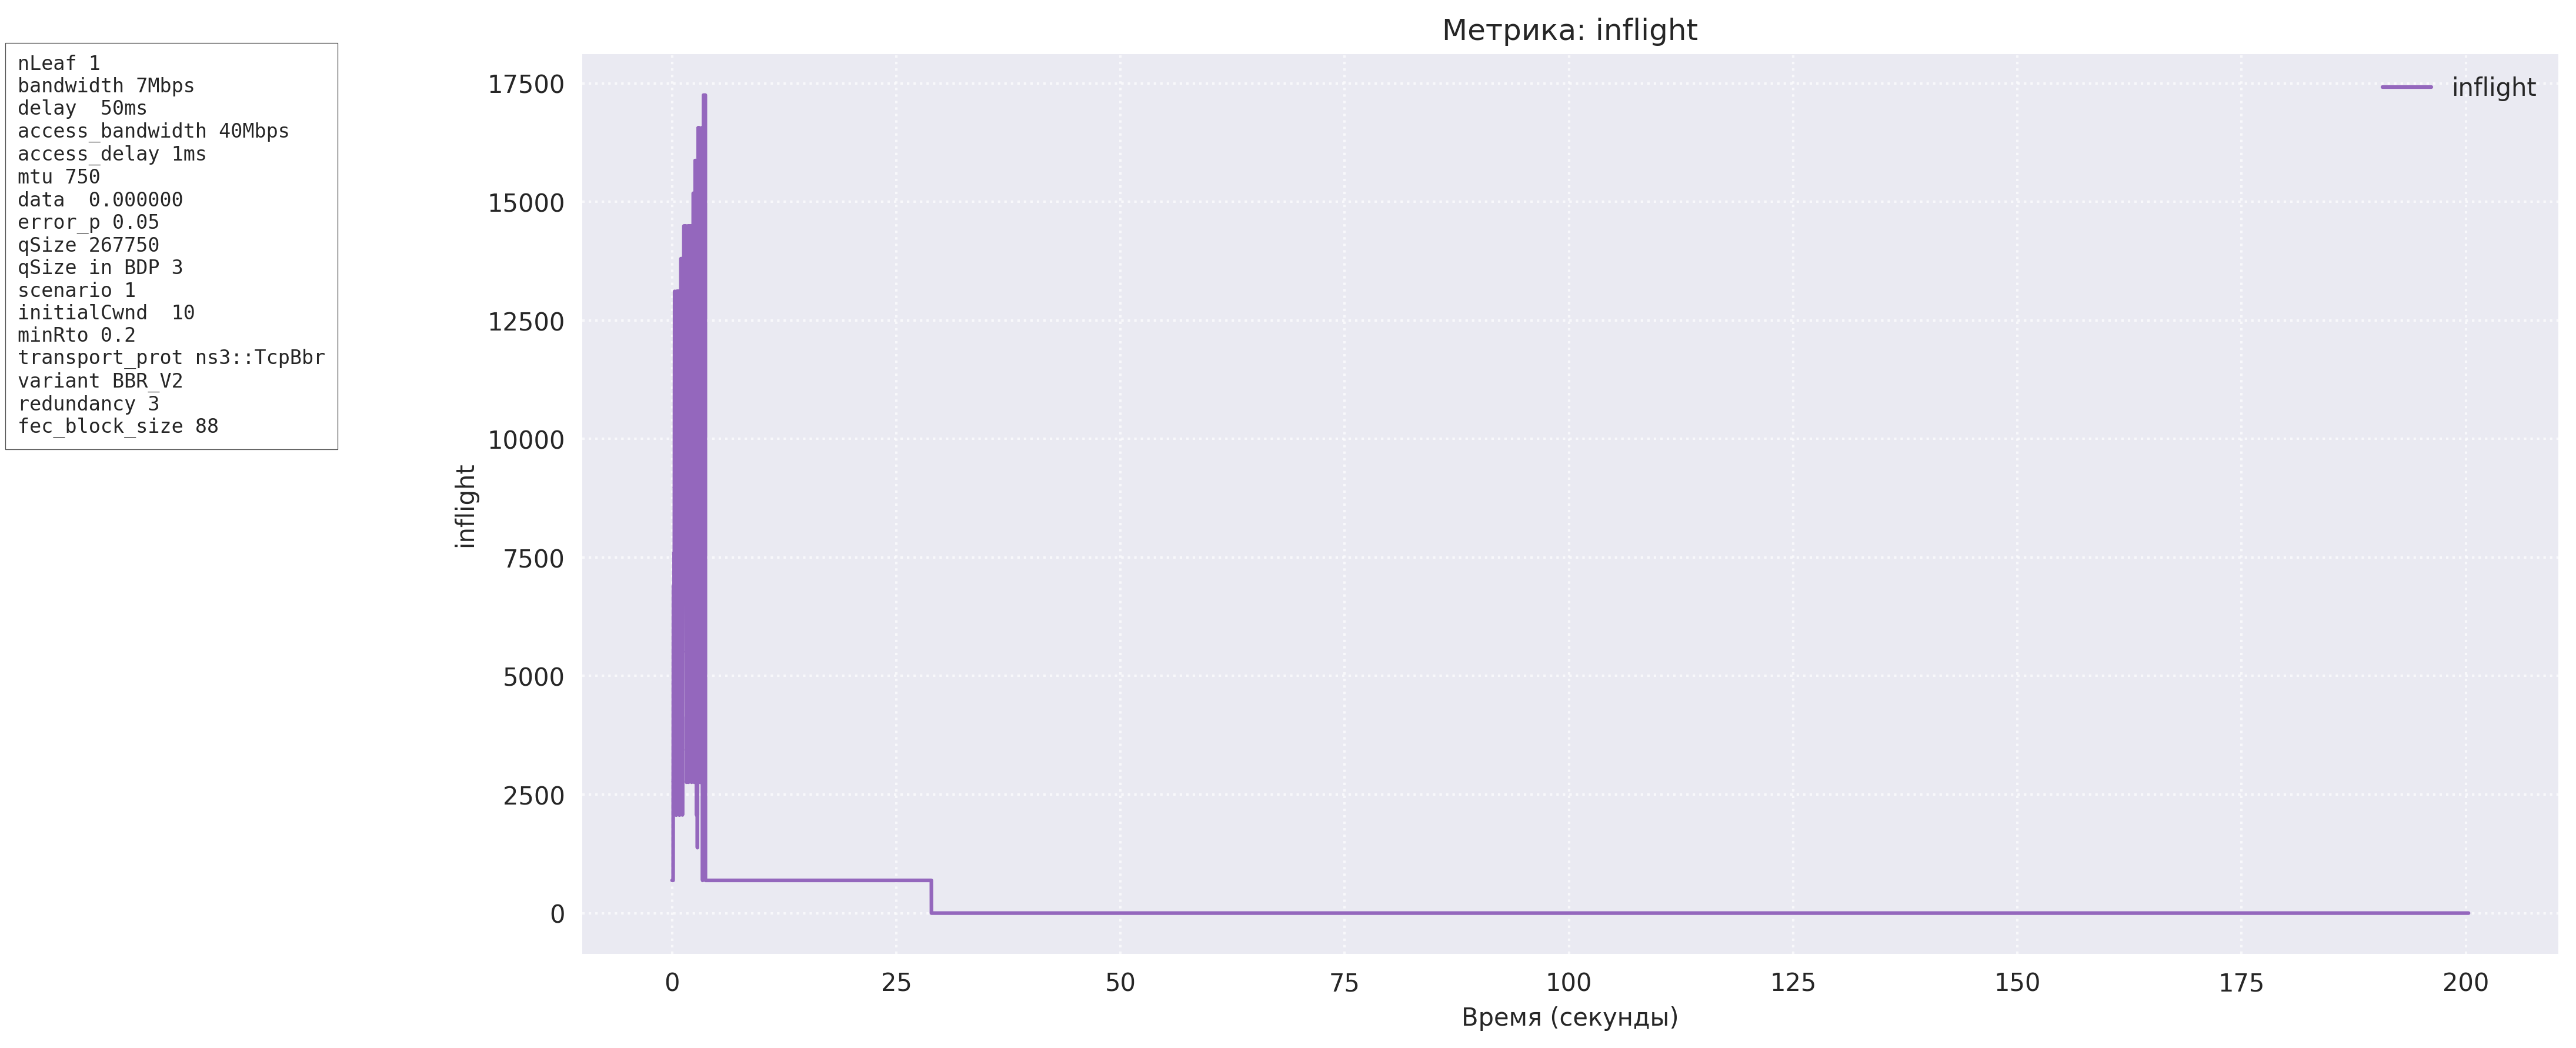 Метрика: inflight
nLeaf 1
bandwidth 7Mbps
delay  50ms
access_bandwidth 40Mbps
access_delay 1ms
mtu 750
data  0.000000
error_p 0.05
qSize 267750
qSize in BDP 3
scenario 1
initialCwnd  10
minRto 0.2
transport_prot ns3::TcpBbr
variant BBR_V2
redundancy 3
fec_block_size 88
inflight
17500
15000
12500
10000
7500
5000
2500
0
inflight
0 25 50 75 100 125 150 175 200
Время (секунды)